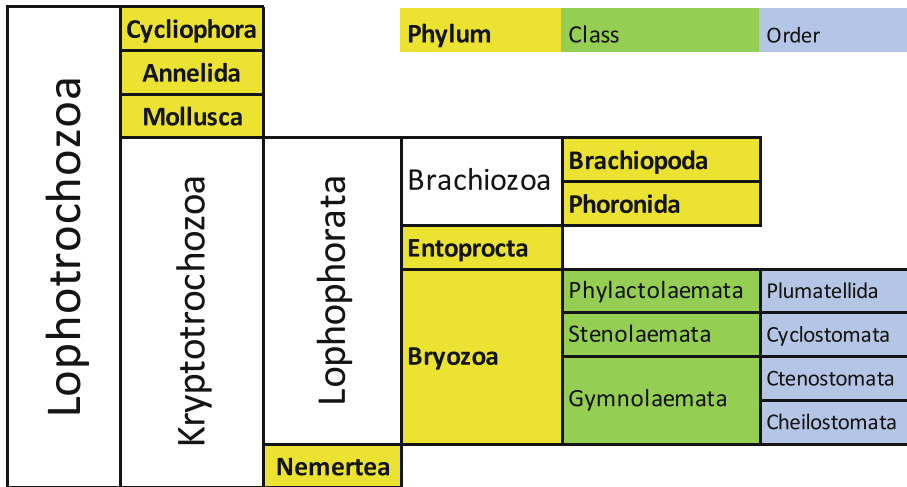 Lophotrochozoa
Cycliophora
Annelida
Mollusca
Kryptotrochozoa
Lophophorata
Brachiozoa
Brachiopoda
Phoronida
Entoprocta
Bryozoa
Phylactolaemata
Plumatellida
Stenolaemata
Cyclostomata
Gymnolaemata
Ctenostomata
Cheilostomata
Nemertea
Phylum
Class
Order